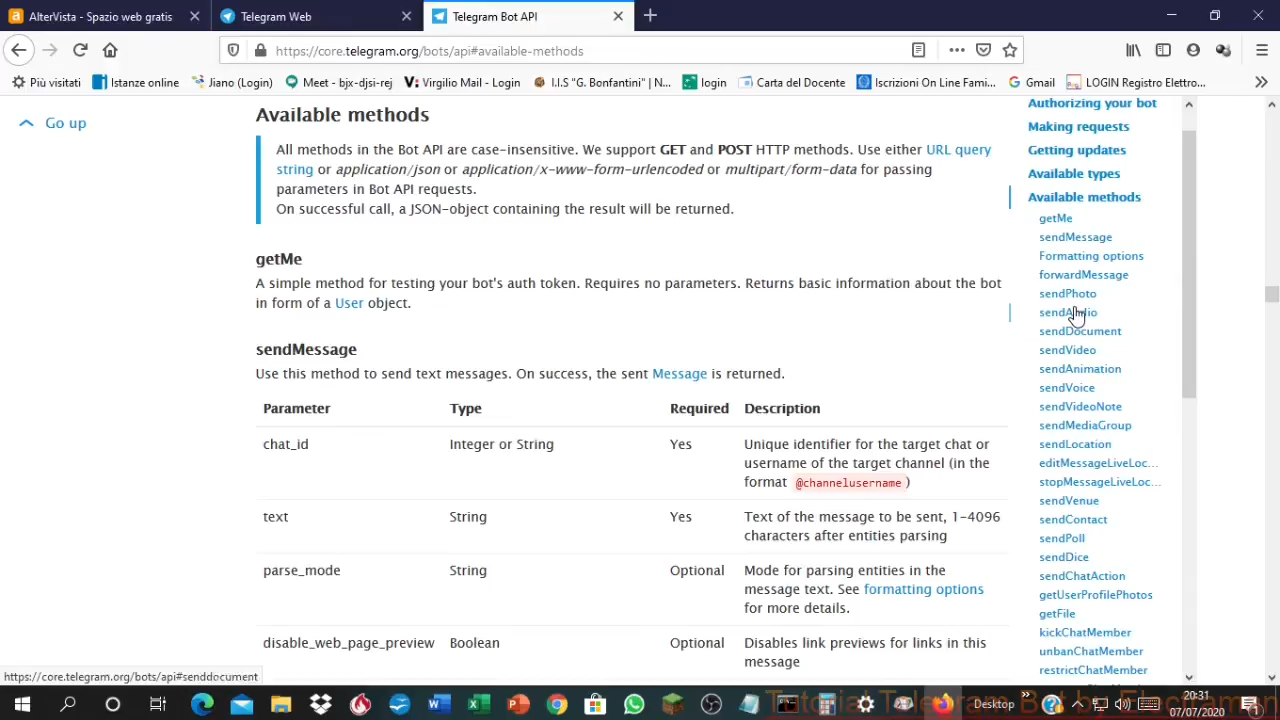 AlterVista - Spazio web gratis
Telegram Web
Telegram Bot API
https://core.telegram.org/bots/api#available-methods
Più visitati
Istanze online
Jiano (Login)
Meet - bjx-djsi-rej
Virgilio Mail - Login
I.I.S "G. Bonfantini" | N...
login
Carta del Docente
Iscrizioni On Line Fami...
Gmail
LOGIN Registro Elettro...
Go up
Available methods
All methods in the Bot API are case-insensitive. We support GET and POST HTTP methods. Use either URL query
string or application/json or application/x-www-form-urlencoded or multipart/form-data for passing
parameters in Bot API requests.
On successful call, a JSON-object containing the result will be returned.
getMe
A simple method for testing your bot's auth token. Requires no parameters. Returns basic information about the bot
in form of a User object.
sendMessage
Use this method to send text messages. On success, the sent Message is returned.
Parameter Type Required Description
chat_id Integer or String Yes Unique identifier for the target chat or
username of the target channel (in the
format @channelusername)
text String Yes Text of the message to be sent, 1-4096
characters after entities parsing
parse_mode String Optional Mode for parsing entities in the
message text. See formatting options
for more details.
disable_web_page_preview Boolean Optional Disables link previews for links in this
message
Authorizing your bot
Making requests
Getting updates
Available types
Available methods
getMe
sendMessage
Formatting options
forwardMessage
sendPhoto
sendAudio
sendDocument
sendVideo
sendAnimation
sendVoice
sendVideoNote
sendMediaGroup
sendLocation
editMessageLiveLoc...
stopMessageLiveLoc...
sendVenue
sendContact
sendPoll
sendDice
sendChatAction
getUserProfilePhotos
getFile
kickChatMember
unbanChatMember
restrictChatMember
https://core.telegram.org/bots/api#senddocument
Tutorial Telegram Bot by
Desktop
20:31
07/07/2020